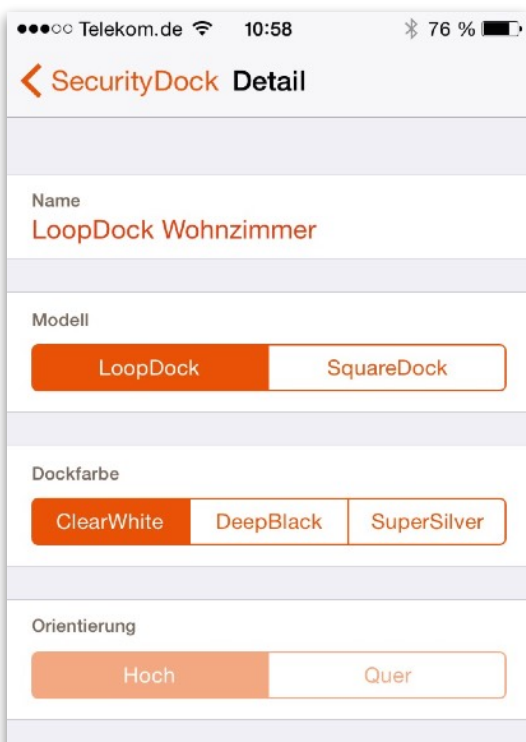 Telekom.de 10:58 76 %
SecurityDock Detail
Name
LoopDock Wohnzimmer
Modell
LoopDock SquareDock
Dockfarbe
ClearWhite DeepBlack SuperSilver
Orientierung
Hoch Quer